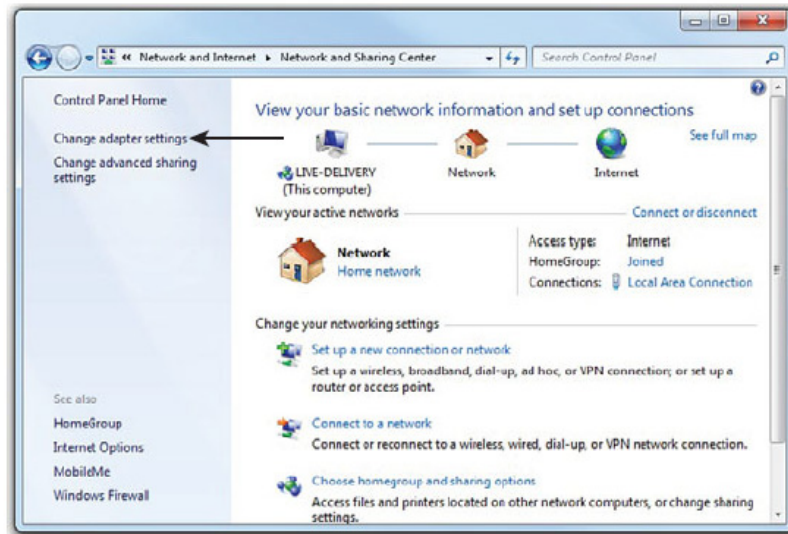 « Network and Internet ▸ Network and Sharing Center
Search Control Panel
Control Panel Home
Change adapter settings
Change advanced sharing
settings
See also
HomeGroup
Internet Options
MobileMe
Windows Firewall
View your basic network information and set up connections
See full map
LIVE-DELIVERY
(This computer)
Network
Internet
View your active networks
Connect or disconnect
Network
Home network
Access type: Internet
HomeGroup: Joined
Connections: Local Area Connection
Change your networking settings
Set up a new connection or network
Set up a wireless, broadband, dial-up, ad hoc, or VPN connection; or set up a
router or access point.
Connect to a network
Connect or reconnect to a wireless, wired, dial-up, or VPN network connection.
Choose homegroup and sharing options
Access files and printers located on other network computers, or change sharing
settings.